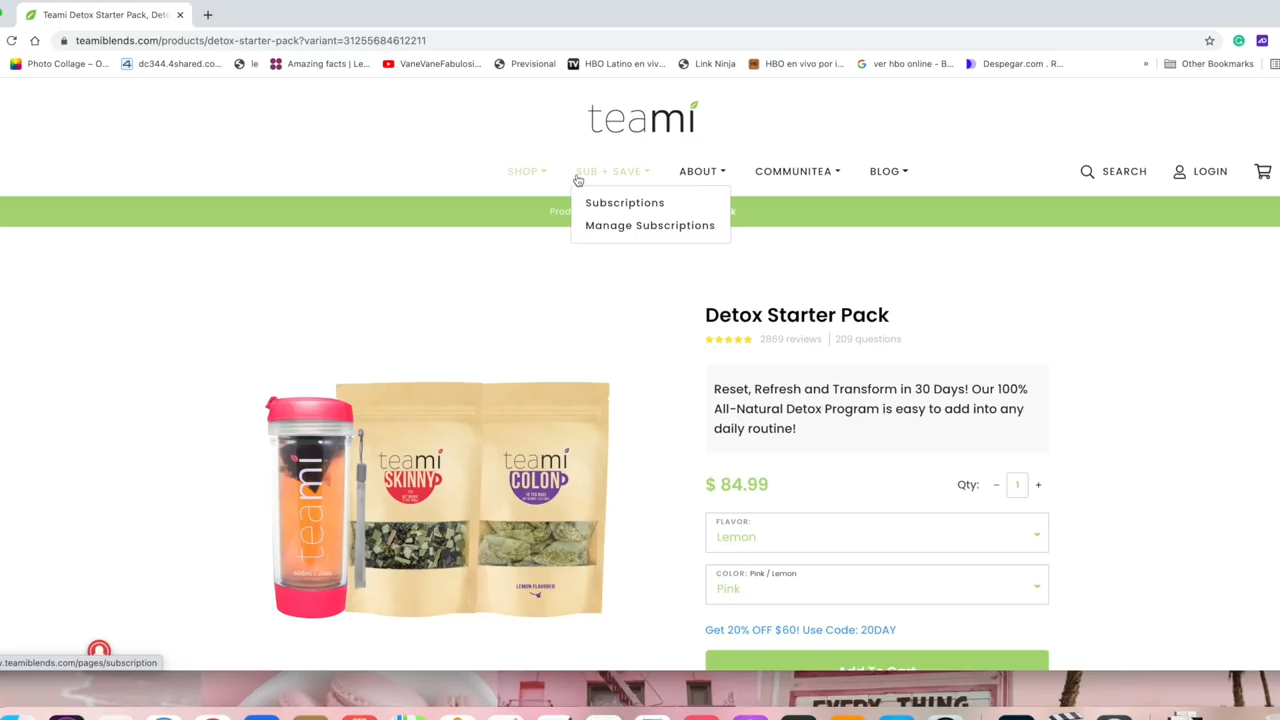 Teami Detox Starter Pack, Deto
teamiblends.com/products/detox-starter-pack?variant=31255684612211
Photo Collage – O...
dc344.4shared.co...
le
Amazing facts | Le...
VaneVaneFabulosi...
Previsional
HBO Latino en viv...
Link Ninja
HBO en vivo por i...
ver hbo online - B...
Despegar.com . R...
»
Other Bookmarks
teami
SHOP
SUB + SAVE
ABOUT
COMMUNITEA
BLOG
SEARCH
LOGIN
Subscriptions
Manage Subscriptions
Detox Starter Pack
2869 reviews | 209 questions
Reset, Refresh and Transform in 30 Days! Our 100%
All-Natural Detox Program is easy to add into any
daily routine!
$ 84.99
Qty: − 1 +
FLAVOR:
Lemon
COLOR: Pink / Lemon
Pink
Get 20% OFF $60! Use Code: 20DAY
Add To Cart
teami
teami
SKINNY
teami
COLON
LEMON FLAVORED
.teamiblends.com/pages/subscription
EVERY THING